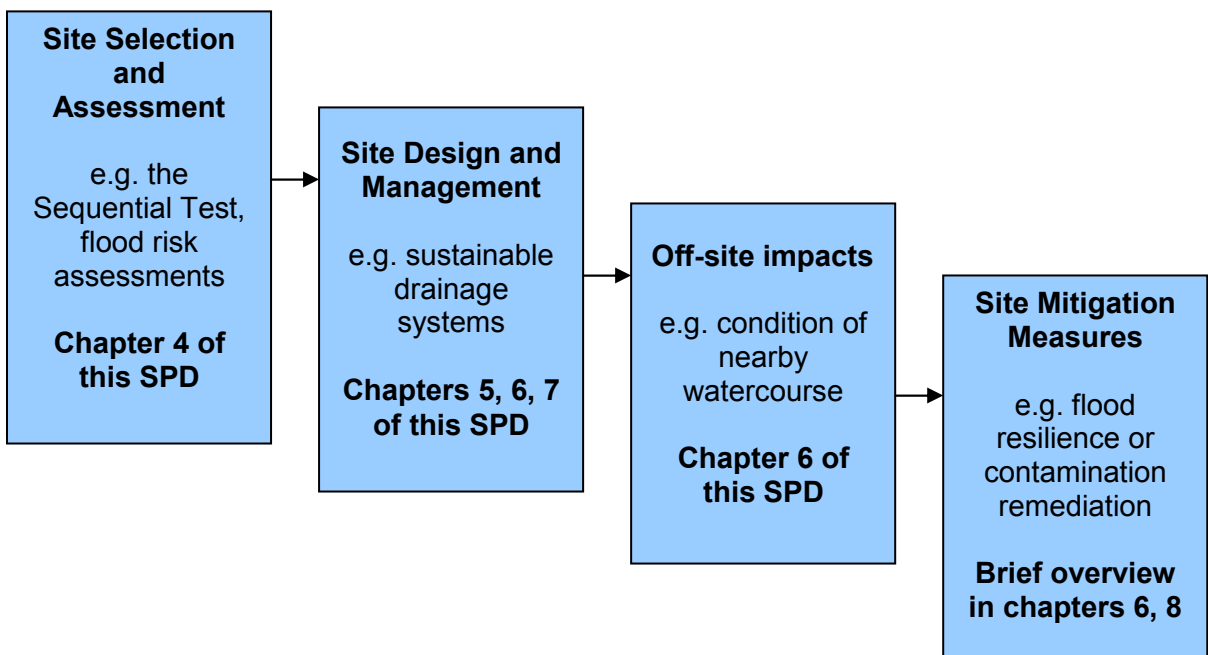 Site Selection
and
Assessment
e.g. the
Sequential Test,
flood risk
assessments
Chapter 4 of
this SPD
Site Design and
Management
e.g. sustainable
drainage
systems
Chapters 5, 6, 7
of this SPD
Off-site impacts
e.g. condition of
nearby
watercourse
Chapter 6 of
this SPD
Site Mitigation
Measures
e.g. flood
resilience or
contamination
remediation
Brief overview
in chapters 6, 8